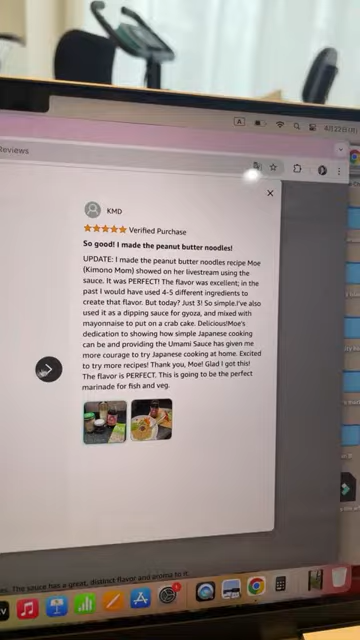 Reviews
KMD
Verified Purchase
So good! I made the peanut butter noodles!
UPDATE: I made the peanut butter noodles recipe Moe
(Kimono Mom) showed on her livestream using the
sauce. It was PERFECT! The flavor was excellent; in the
past I would have used 4-5 different ingredients to
create that flavor. But today? Just 3! So simple.I've also
used it as a dipping sauce for gyoza, and mixed with
mayonnaise to put on a crab cake. Delicious!Moe's
dedication to showing how simple Japanese cooking
can be and providing the Umami Sauce has given me
more courage to try Japanese cooking at home. Excited
to try more recipes! Thank you, Moe! Glad I got this!
The flavor is PERFECT. This is going to be the perfect
marinade for fish and veg.
The sauce has a great, district flavor and aroma to it.
tv